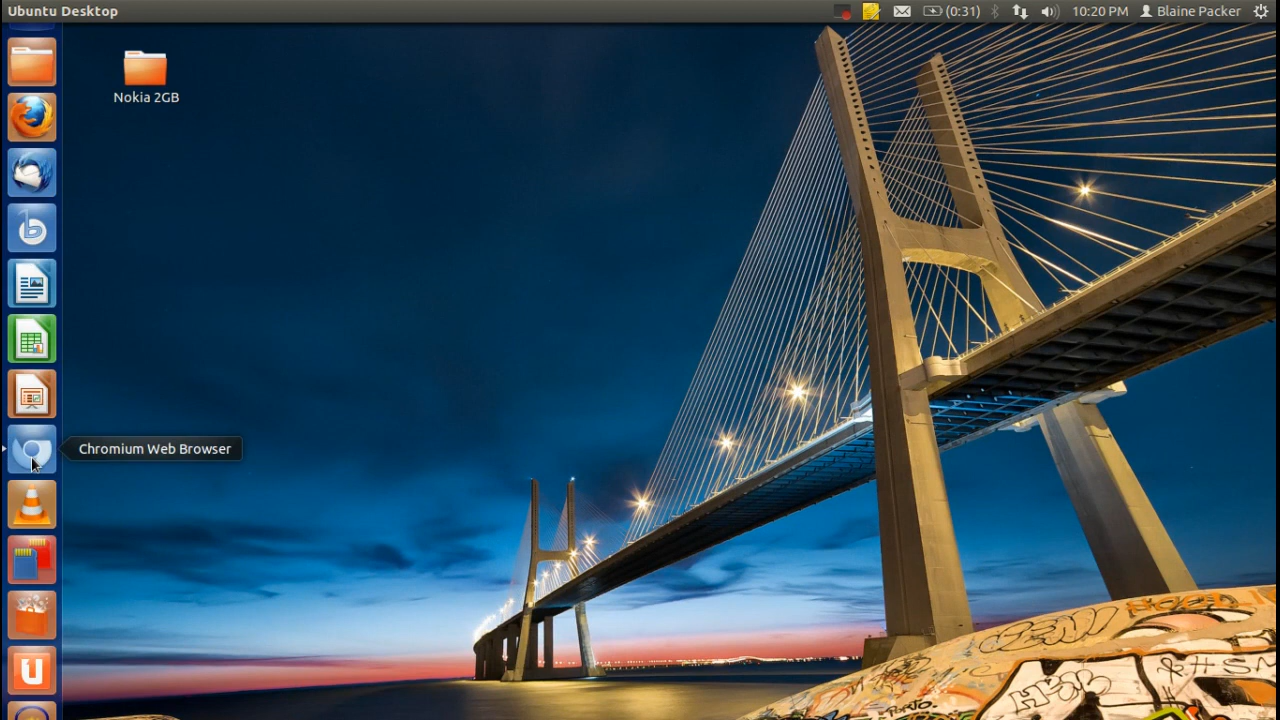 Ubuntu Desktop
(0:31) 10:20 PM Blaine Packer
Nokia 2GB
Chromium Web Browser